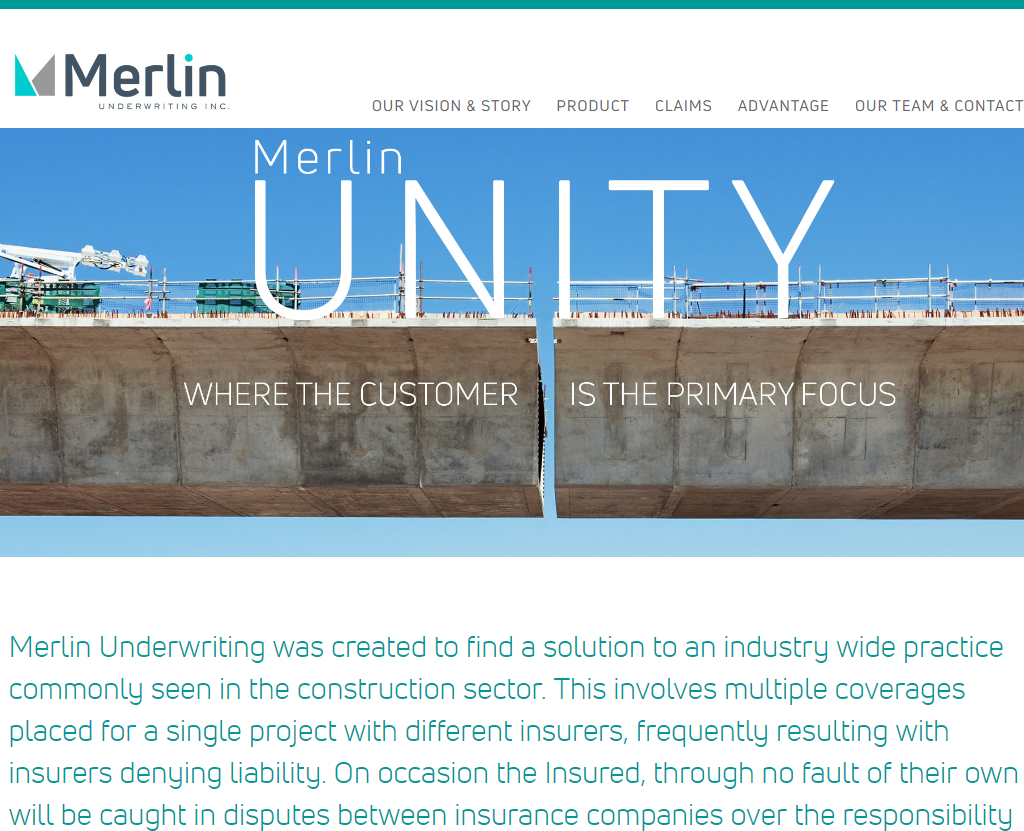 Merlin
UNDERWRITING INC.
OUR VISION & STORY PRODUCT CLAIMS ADVANTAGE OUR TEAM & CONTACT
Merlin
UNITY
WHERE THE CUSTOMER IS THE PRIMARY FOCUS
Merlin Underwriting was created to find a solution to an industry wide practice
commonly seen in the construction sector. This involves multiple coverages
placed for a single project with different insurers, frequently resulting with
insurers denying liability. On occasion the Insured, through no fault of their own
will be caught in disputes between insurance companies over the responsibility